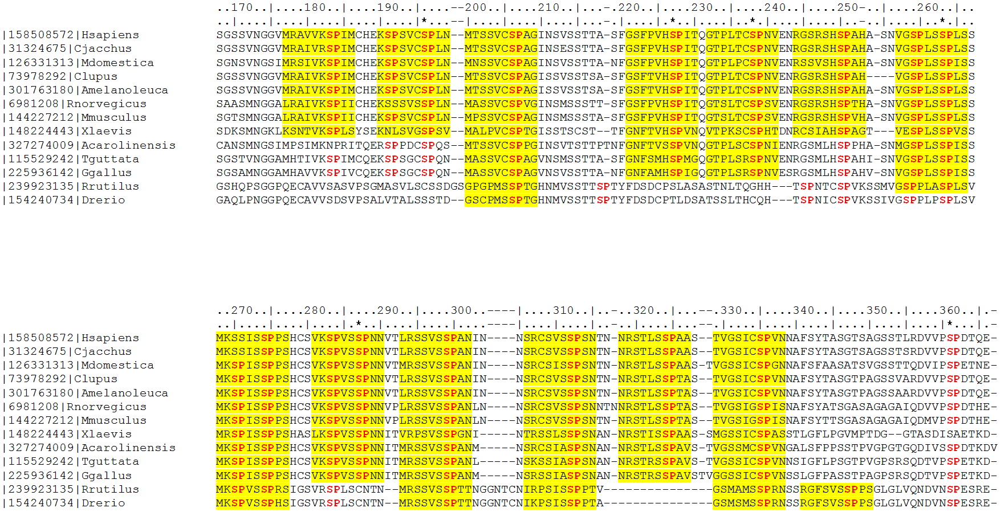 ..170..|....180..|....190..|....--200..|....210..|...-.220..|....230..|....240..|....250-..|....260..|..
..|....|....|....|....|....|*...--|....|....|....|...-.|....|.*..|....|..*.|....|....|..-..|....|..*.|..
|158508572|Hsapiens SGSSVNGGVMRAVVKSPIMCHEKSPSVCSPLN--MTSSVCSPAGINSVSSTTA-SFGSFPVHSPITQGTPLTCSPNVENRGSRSHSPAHA-SNVGSPLSSPLSS
|31324675|Cjacchus SGSSVNGGVMRAIVRSPIMCHEKSPSVCSPLN--MTSSVCSPAGINSESSTTA-SFGSFPVHSPITQGTPLTCSPNVENRGSRSHSPAHA-SNVGSPLSSPLSS
|126331313|Mdomestica SGNSVNGSIMRSIVKSPIMCHEKSPSVCSPLN--MNSSVCSPAGINSVSSTTA-NFGSFPVHSPITQGTPLPCSPNVENRSSVSHSPAHA-SNVGSPLSSPISS
|73978292|Clupus SGSSVNGGVMRAIVKSPIMCHEKSPSVCSPLN--MTSSVCSPAGISSVSSTSA-SFGSFTVHSPITQGTPLTCSPNVENRGSRSHSPAH----VGSPLSSPLSS
|301763180|Amelanoleuca SGSSVNGGVMRAIVKSPIMCHEKSPSVCSPLN--MTSSVCSPAGISSVSSTSA-SFGSFTVHSPITQGTPLTCSPNVENRGSRSHSPAHA-SNVGSPLSSPLSS
|6981208|Rnorvegicus SAASMNGGALRAIVKSPIICHEKSSSVSSPLN--MASSVCSPVGINSMSSSTT-SFGSFPVHSPITQGTSLTCSPSVENRGSRSHSPTHA-SNVGSPLSSPLSS
|144227212|Mmusculus SGTSMNGGALRAIVKSPIICHEKSPSVCSPLN--MPSSVCSPAGINSMSSSTA-SFGSFPVHSPITQGTSLTCSPSVENRGSRSHSPVHA-SNVGSPLSSPLSS
|148224443|Xlaevis SDKSMNGKLKSNTVKSPLSYSEKNLSVGSPSV--MALPVCSPTGISSTSCST--TFGNFTVHSPVNQVTPKSCSPHTDNRCSIAHSPAGT---VESPLSSPVSS
|327274009|Acarolinensis CANSMNGSIMPSIMKNPRITQERSPPDCSPQS--MTSSVCSPPGINSVTSTTPTNFGNFTVSSPVNQGTPLSCSPNIENRGSMLHSPPHA-SNMGSPLSSPISS
|115529242|Tguttata SGSTVNGGAMHTIVKSPIMCQEKSPSGCSPQN--MASSVCSPAGVNSMSSTTA-SFGNFSMHSPMGQGTPLSRSPNVENRGSMLHSPAHI-SNVGSPLSSPISS
|225936142|Ggallus SGSAMNGGAMHAVVKSPIVCQEKSPSGCSPQN--MASSVCSPAGVNSVSSTTA-NFGNFAMHSPIGQGTPLSRSPNVESRGSMLHSPAHV-SNVGSPLSSPISS
|239923135|Rrutilus GSHQPSGGPQECAVVSASVPSGMASVLSCSSDGSGPGPMSSPTGHNMVSSTTSPTYFDSDCPSLASASTNLTQGHH---TSPNTCSPVKSSMVGSPPLASPLSV
|154240734|Drerio GAQLPNGGPQECAVVSDSVPSALVTALSSSTD--GSCPMSSPTGHNMVSSTTSPTYFDSDCPTLDSATSSLTHCQH---TSPNICSPVKSSIVGSPPLPSPLSV
..270..|....280..|....290..|....300..----|....310..|..-..320..|...--.330..|....340..|....350..|....360..|.-
..|....|....|....|.*..|....|....|....----|....|....|..-..|....|...--.|....|....|....|....|....|....|*...|.-
|158508572|Hsapiens MKSSISSPPSHCSVKSPVSSPNNVTLRSSVSSPANIN----NSRCSVSSPSNTN-NRSTLSSPAAS--TVGSICSPVNNAFSYTASGTSAGSSTLRDVVPSPDTQE-
|31324675|Cjacchus MKSSISSPPSHCSVKSPVSSPNNVTLRSSVSSPANIN----NSRCSVSSPSNTN-NRSTLSSPAAS--TVGSICSPVNNAFSYTASGTSAGSSTSRDVVPSPDTQE-
|126331313|Mdomestica MKSPISSPPSHCSVKSPVSSPNNVTMRSSVSSPANIN----NSRCSVSSPSNTN-NRSTLSSPAAS-TVGSSICSPGNNAFSFAASATSVGSSTTQDVIPSPETNE-
|73978292|Clupus MKSPISSPPSHCSVKSPVSSPNNVTLRSSVSSPANIN----NSRCSVSSPSNTN-NRSTLSSPAAS--TVGSICSPVNNAFSYTASGTPAGSSVARDVVPSPDTQE-
|301763180|Amelanoleuca MKSPISSPPSHCSVKSPVSSPNNVTLRSSVSSPANIN----NSRCSVSSPSNTN-NRSTLSSPTAS--TVGSICSPVNNAFSYTASGTPAGSSAARDVVPSPDTQE-
|6981208|Rnorvegicus MKSPISSPPSHCSVKSPVSSPNNVPLRSSVSSPANLN----NSRCSVSSPSNNTNNRSTLSSPTAS--TVGSIGSPISNAFSYATSGASAGAGAIQDVVPSPDTHE-
|144227212|Mmusculus MKSPISSPPSHCSVKSPVSSPNNVPLRSSVSSPANLN----NSRCSVSSPSNTN-NRSTLSSPTAS--TVGSIGSPISNAFSYTTSGASAGAGAIQDMVPSPDTHE-
|148224443|Xlaevis MRSPISSPPSHASLKSPVSSPNNITVRPSVSSPGNI-----NTRSSLSSPSNAN-NRSTISSPAAS-SMGSSICSPASSTLGFLPGVMPTDG--GTASDISAETKD-
|327274009|Acarolinensis MKSPISSPPSHCSVKSPVSSPNNITMRSSVSSPANM-----NSRCSIASPSNAN-NRSTLSSPAVS-TVGSSMCSPVNGALSFPPSSTPVGPGTGQDIVSSPDTKDV
|115529242|Tguttata MKSPISSPPSHCSVKSPVSSPNNITMRSSVSSPANL-----NSKSSIASPSNAN-NRSTRSSPAVS-TVGSSICSPVNNSIGFLPSGTPVGPSRSQDTVPSPETKD-
|225936142|Ggallus MKSPISSPPSHCSVKSPVSSPNNITMRSSVSSPANM-----NSRSSIASPSNAN-NRSTRSSPAVSTVGGSSICSPVNSSLGFPASSTPAGPSRSQDTVPSPETKD-
|239923135|Rrutilus MKSPVSSPRSIGSVRSPLSCNTN--MRSSVSSPTTNGGNTCNIRPSISSPPTV---------------GSMAMSSPRNSSRGFSVSSPPSGLGLVQNDVNSPESRE-
|154240734|Drerio MKSPVSSPHSIGSVRSPLSCNTN--MRSSVSSPTTNGGNTCNIKPSISSPPTA---------------GSMSMSSPRNSSRGFSVSSPPSGLGLVQNDVNSPESRE-